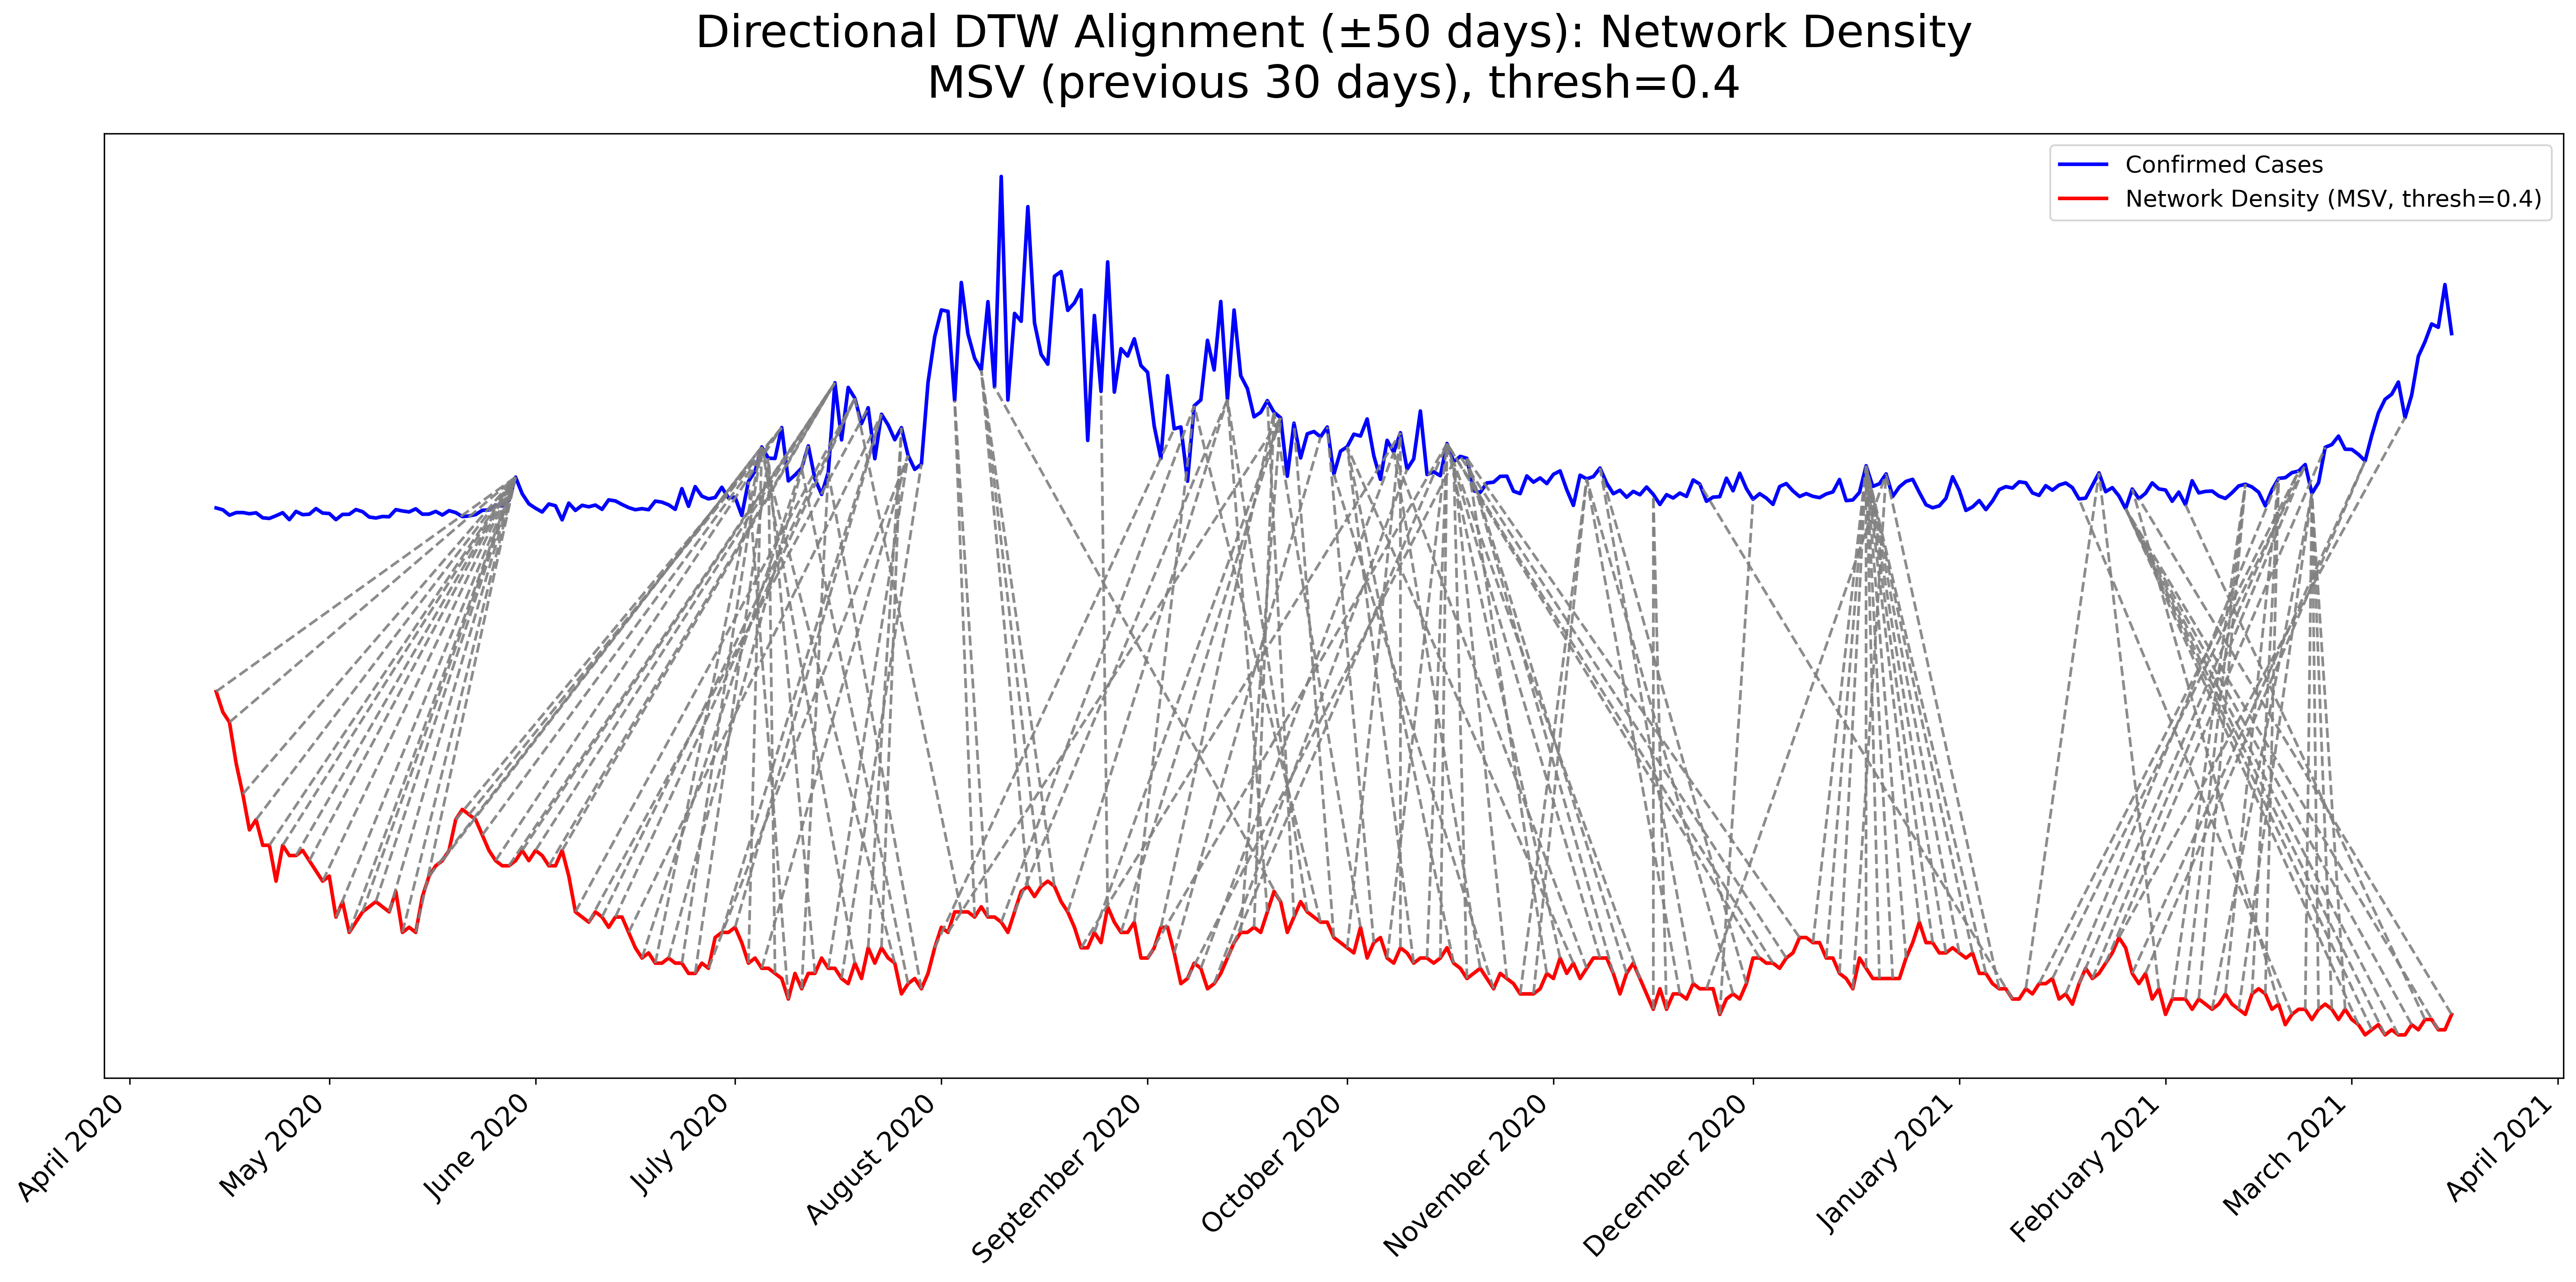 Directional DTW Alignment (±50 days): Network Density
MSV (previous 30 days), thresh=0.4
Confirmed Cases
Network Density (MSV, thresh=0.4)
April 2020
May 2020
June 2020
July 2020
August 2020
September 2020
October 2020
November 2020
December 2020
January 2021
February 2021
March 2021
April 2021